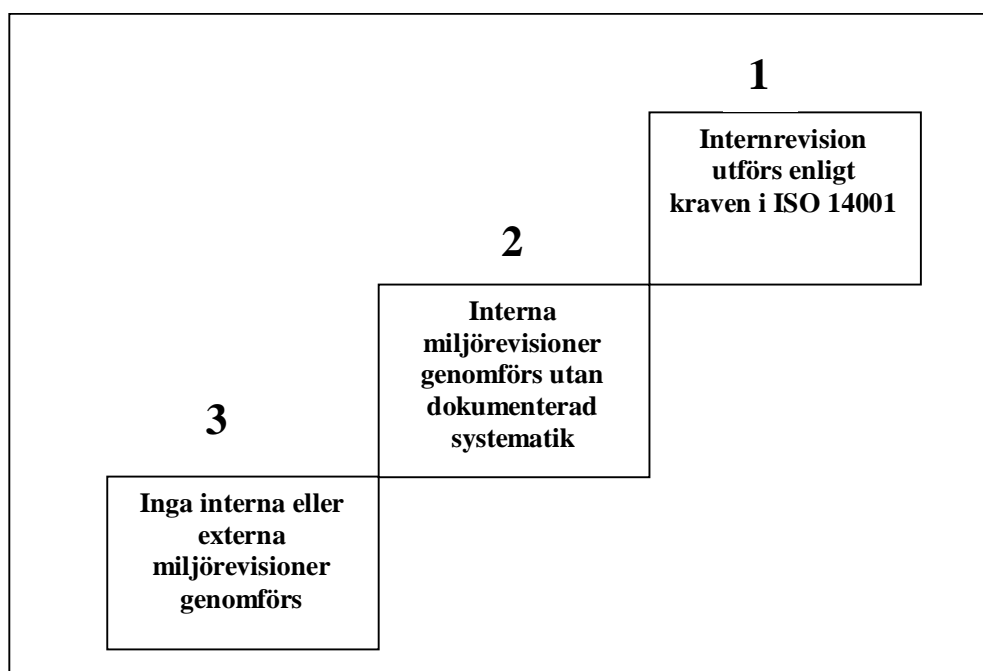 1
Internrevision
utförs enligt
kraven i ISO 14001
2
Interna
miljörevisioner
genomförs utan
dokumenterad
systematik
3
Inga interna eller
externa
miljörevisioner
genomförs